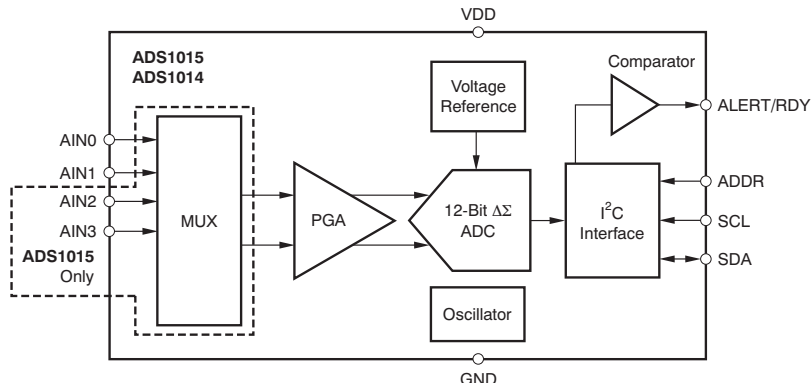 VDD
ADS1015
ADS1014
Comparator
Voltage
Reference
ALERT/RDY
AIN0
AIN1
AIN2
AIN3
ADS1015
Only
MUX
PGA
12-Bit ΔΣ
ADC
I²C
Interface
ADDR
SCL
SDA
Oscillator
GND